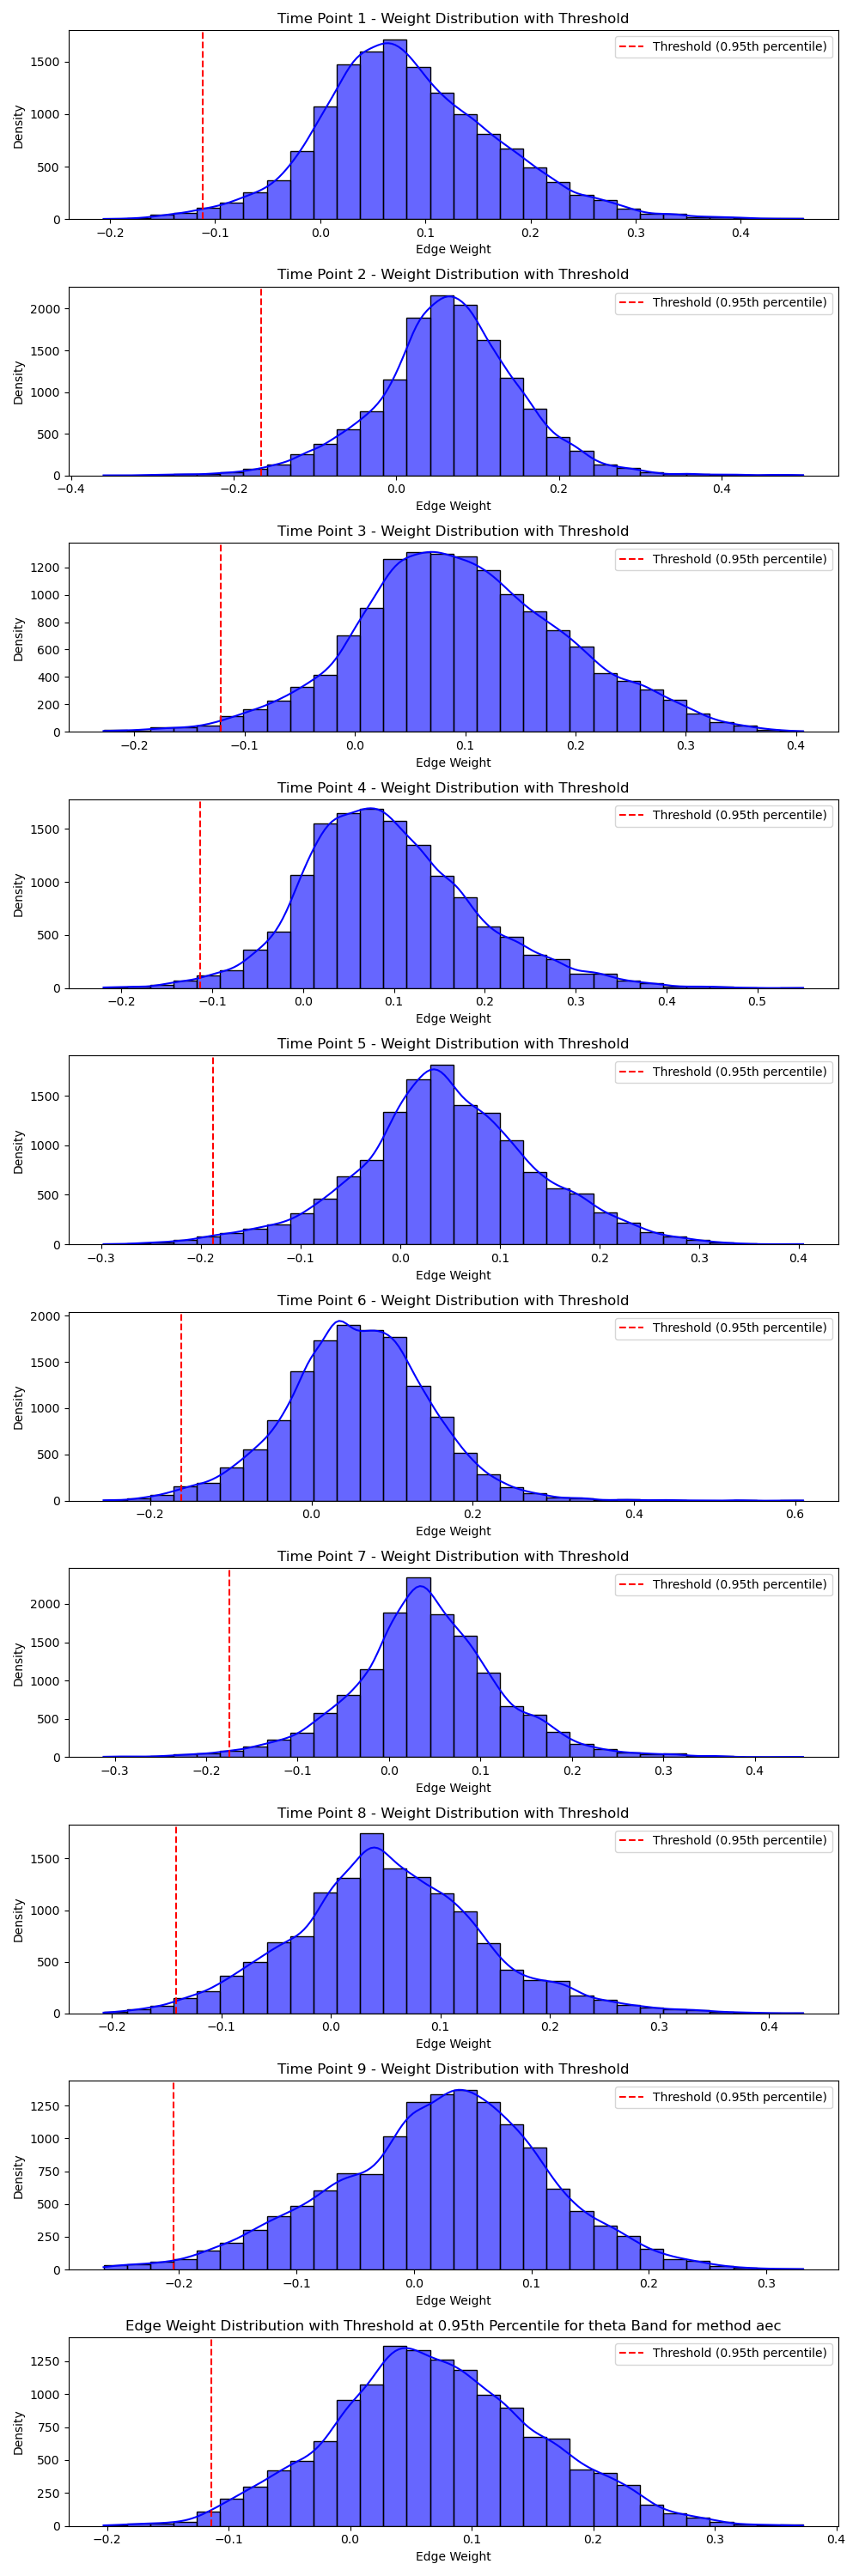 Time Point 1 - Weight Distribution with Threshold
Threshold (0.95th percentile)
Density
1500
1000
500
0
−0.2 −0.1 0.0 0.1 0.2 0.3 0.4
Edge Weight
Time Point 2 - Weight Distribution with Threshold
Threshold (0.95th percentile)
Density
2000
1500
1000
500
0
−0.4 −0.2 0.0 0.2 0.4
Edge Weight
Time Point 3 - Weight Distribution with Threshold
Threshold (0.95th percentile)
Density
1200
1000
800
600
400
200
0
−0.2 −0.1 0.0 0.1 0.2 0.3 0.4
Edge Weight
Time Point 4 - Weight Distribution with Threshold
Threshold (0.95th percentile)
Density
1500
1000
500
0
−0.2 −0.1 0.0 0.1 0.2 0.3 0.4 0.5
Edge Weight
Time Point 5 - Weight Distribution with Threshold
Threshold (0.95th percentile)
Density
1500
1000
500
0
−0.3 −0.2 −0.1 0.0 0.1 0.2 0.3 0.4
Edge Weight
Time Point 6 - Weight Distribution with Threshold
Threshold (0.95th percentile)
Density
2000
1500
1000
500
0
−0.2 0.0 0.2 0.4 0.6
Edge Weight
Time Point 7 - Weight Distribution with Threshold
Threshold (0.95th percentile)
Density
2000
1500
1000
500
0
−0.3 −0.2 −0.1 0.0 0.1 0.2 0.3 0.4
Edge Weight
Time Point 8 - Weight Distribution with Threshold
Threshold (0.95th percentile)
Density
1500
1000
500
0
−0.2 −0.1 0.0 0.1 0.2 0.3 0.4
Edge Weight
Time Point 9 - Weight Distribution with Threshold
Threshold (0.95th percentile)
Density
1250
1000
750
500
250
0
−0.2 −0.1 0.0 0.1 0.2 0.3
Edge Weight
Edge Weight Distribution with Threshold at 0.95th Percentile for theta Band for method aec
Threshold (0.95th percentile)
Density
1250
1000
750
500
250
0
−0.2 −0.1 0.0 0.1 0.2 0.3 0.4
Edge Weight